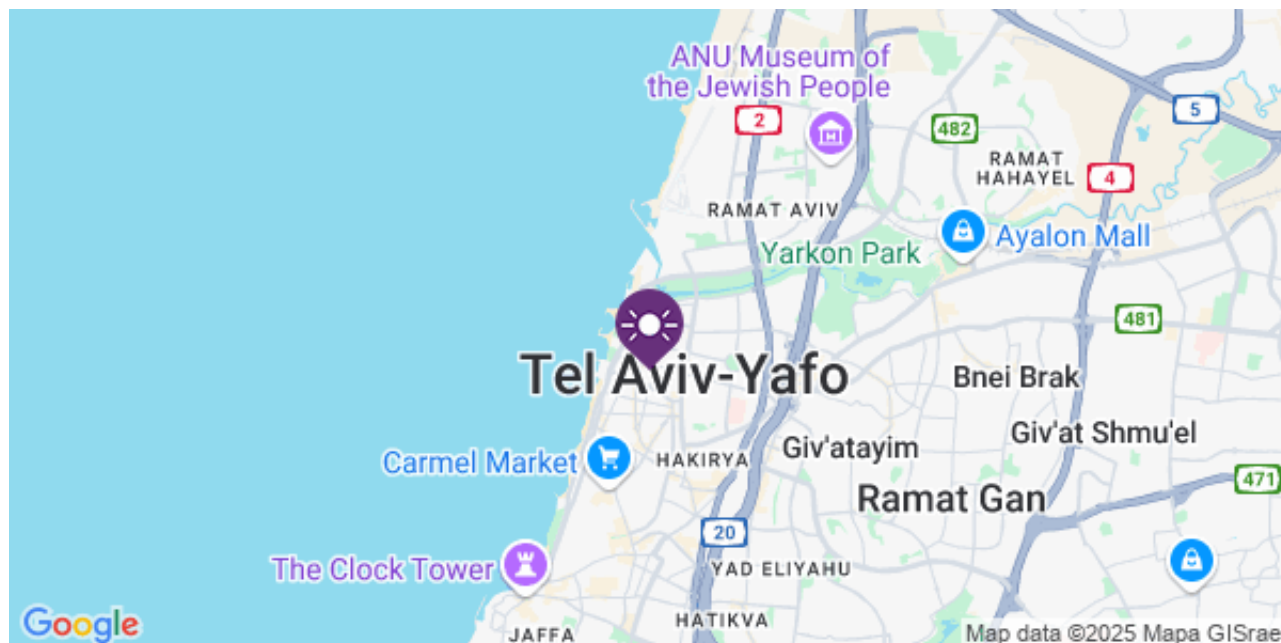 ANU Museum of
the Jewish People
2
5
482
RAMAT
HAHAYEL
4
RAMAT AVIV
Ayalon Mall
Yarkon Park
481
Tel Aviv-Yafo
Bnei Brak
Giv'at Shmu'el
Giv'atayim
Carmel Market
HAKIRYA
471
Ramat Gan
20
The Clock Tower
YAD ELIYAHU
HATIKVA
JAFFA
Google
Map data ©2025 Mapa GISrae